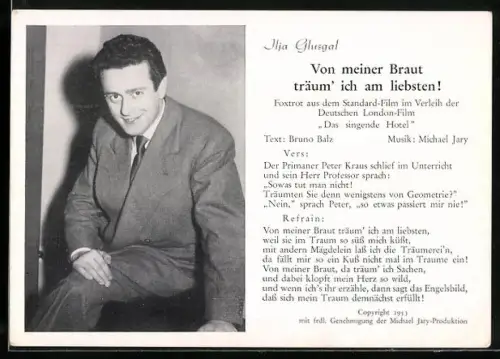 Ilja Glusgal
Von meiner Braut
träum' ich am liebsten!
Foxtrot aus dem Standard-Film im Verleih der
Deutschen London-Film
„Das singende Hotel"
Text: Bruno Balz Musik: Michael Jary
Vers:
Der Primaner Peter Kraus schlief im Unterricht
und sein Herr Professor sprach:
„Sowas tut man nicht!
Träumten Sie denn wenigstens von Geometrie?"
„Nein," sprach Peter, „so etwas passiert mir nie!"
Refrain:
Von meiner Braut träum' ich am liebsten,
weil sie im Traum so süß mich küßt,
mit andern Mägdelein laß ich die Träumerei'n,
da fällt mir so ein Kuß nicht mal im Traume ein!
Von meiner Braut, da träum' ich Sachen,
und dabei klopft mein Herz so wild,
und wenn ich's ihr erzähle, dann sagt das Engelsbild,
daß sich mein Traum demnächst erfüllt!
Copyright 1953
mit frdl. Genehmigung der Michael Jary-Produktion